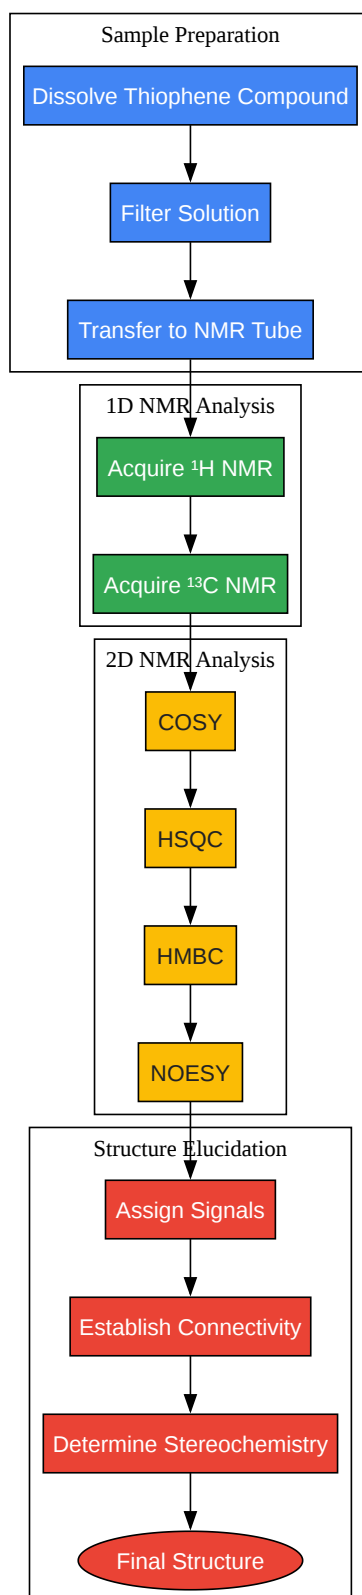 Sample Preparation
Dissolve Thiophene Compound
Filter Solution
Transfer to NMR Tube
1D NMR Analysis
Acquire ¹H NMR
Acquire ¹³C NMR
2D NMR Analysis
COSY
HSQC
HMBC
NOESY
Structure Elucidation
Assign Signals
Establish Connectivity
Determine Stereochemistry
Final Structure